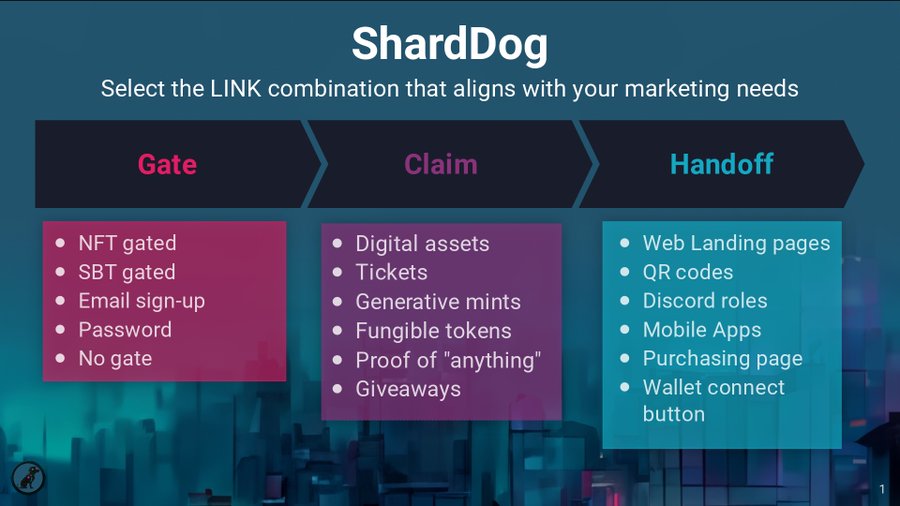 ShardDog
Select the LINK combination that aligns with your marketing needs
Gate
Claim
Handoff
• NFT gated
• SBT gated
• Email sign-up
• Password
• No gate
• Digital assets
• Tickets
• Generative mints
• Fungible tokens
• Proof of "anything"
• Giveaways
• Web Landing pages
• QR codes
• Discord roles
• Mobile Apps
• Purchasing page
• Wallet connect
button
1